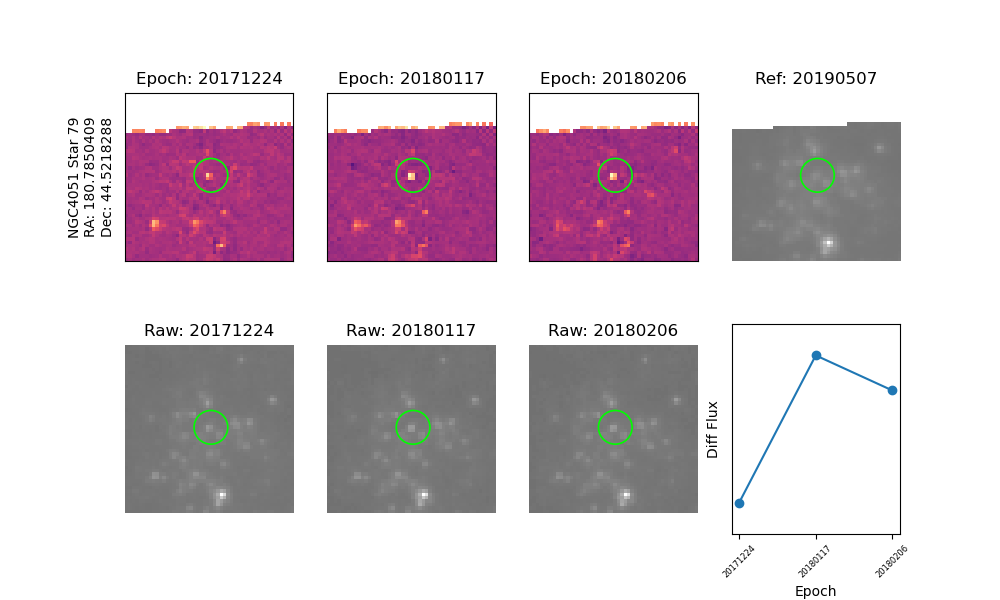 Epoch: 20171224
Epoch: 20180117
Epoch: 20180206
Ref: 20190507
NGC4051 Star 79
RA: 180.7850409
Dec: 44.5218288
Raw: 20171224
Raw: 20180117
Raw: 20180206
Diff Flux
20171224
20180117
20180206
Epoch